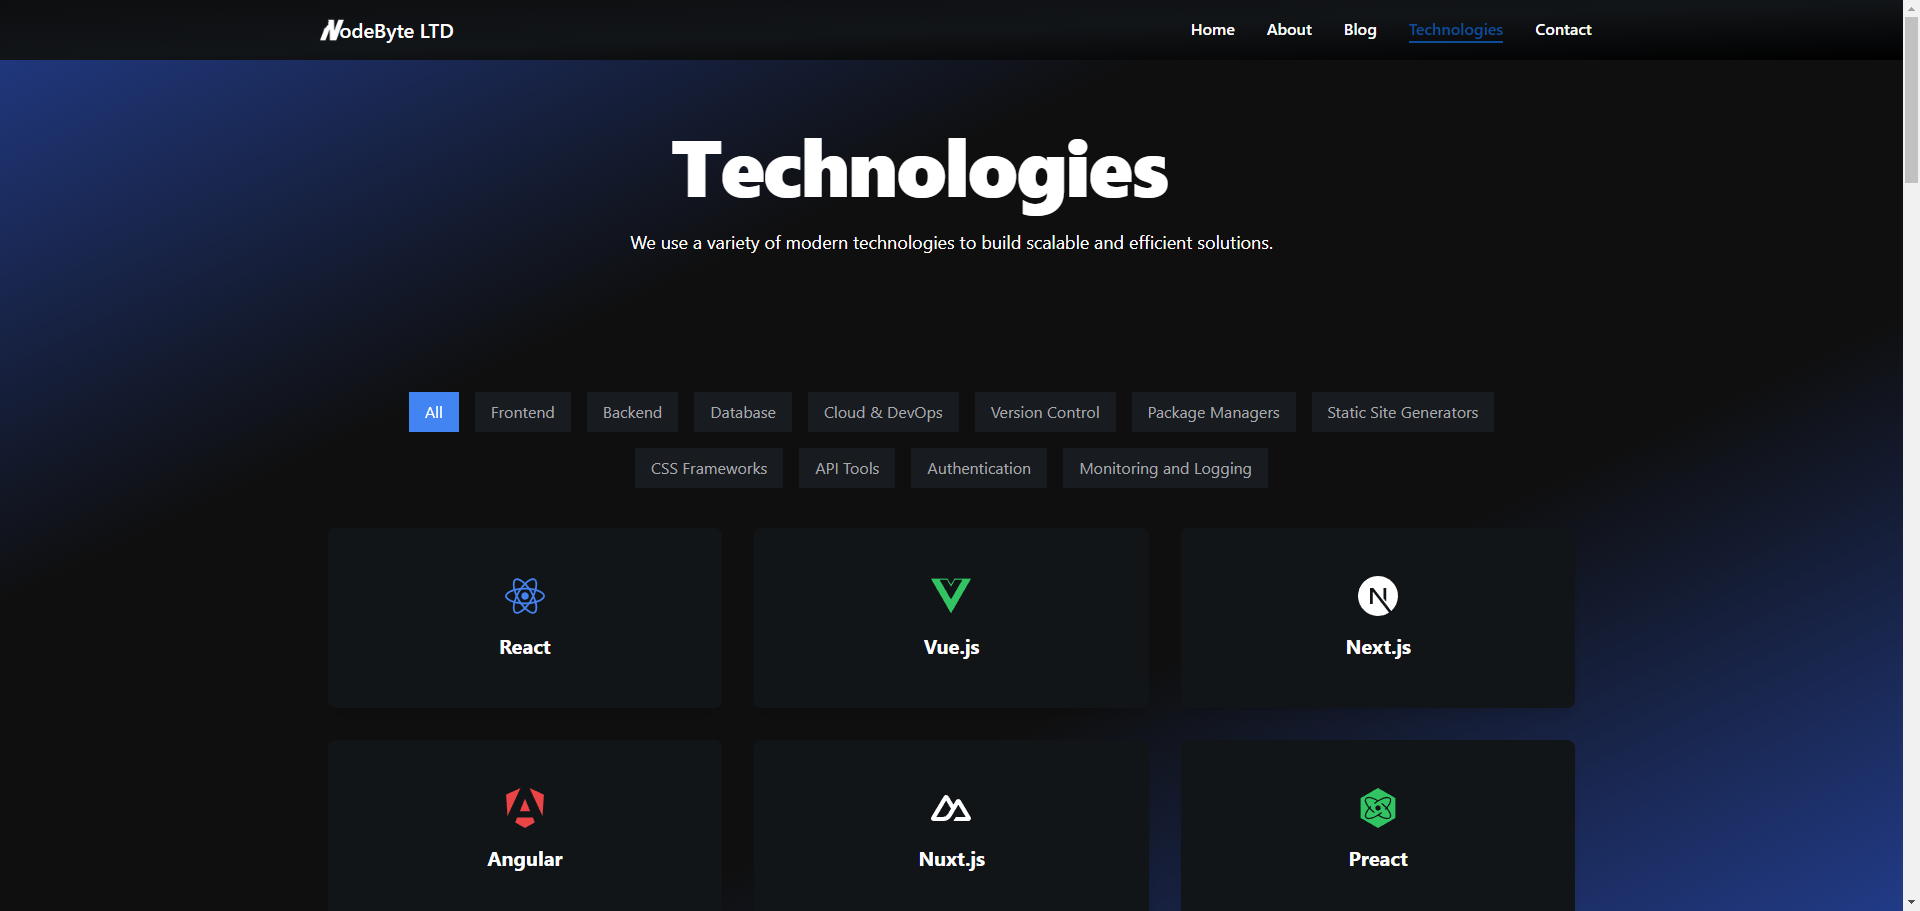 NodeByte LTD
Home About Blog Technologies Contact
Technologies
We use a variety of modern technologies to build scalable and efficient solutions.
All Frontend Backend Database Cloud & DevOps Version Control Package Managers Static Site Generators
CSS Frameworks API Tools Authentication Monitoring and Logging
React Vue.js Next.js
Angular Nuxt.js Preact